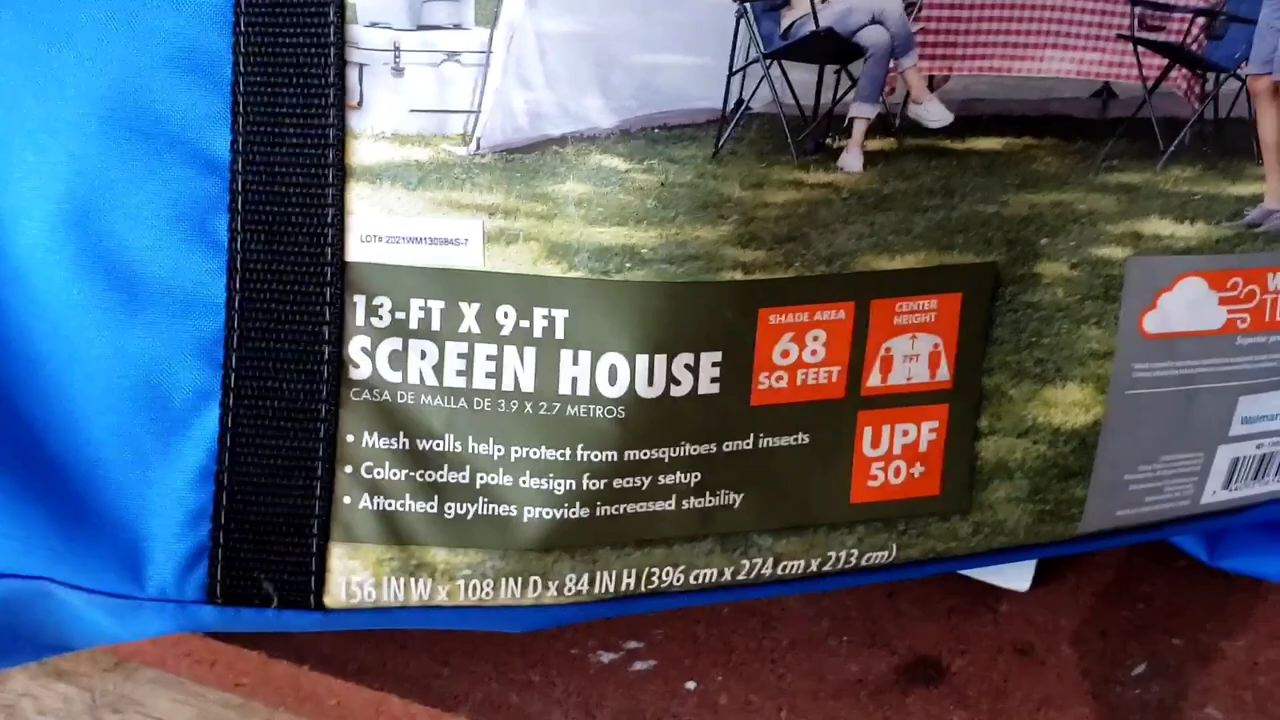 LOT#:2021WM130984S-7
13-FT X 9-FT
SCREEN HOUSE
CASA DE MALLA DE 3.9 X 2.7 METROS
• Mesh walls help protect from mosquitoes and insects
• Color-coded pole design for easy setup
• Attached guylines provide increased stability
SHADE AREA
68
SQ FEET
CENTER
HEIGHT
7FT
UPF
50+
156 IN W x 108 IN D x 84 IN H (396 cm x 274 cm x 213 cm)
Superior
Walmar